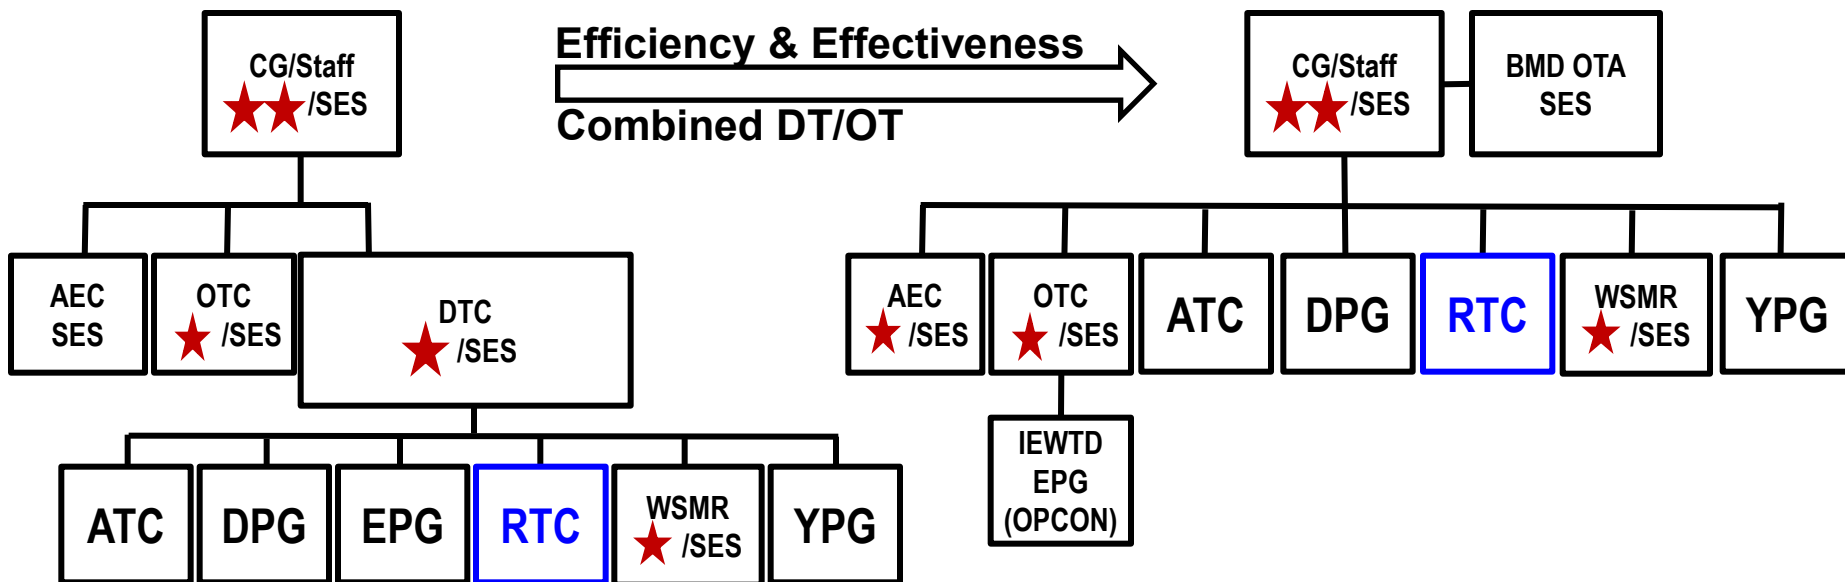 CG/Staff
/SES
Efficiency & Effectiveness
Combined DT/OT
CG/Staff
/SES
BMD OTA
SES
AEC
SES
OTC
/SES
DTC
/SES
ATC
DPG
EPG
RTC
WSMR
/SES
YPG
AEC
/SES
OTC
/SES
ATC
DPG
RTC
WSMR
/SES
YPG
IEWTD
EPG
(OPCON)